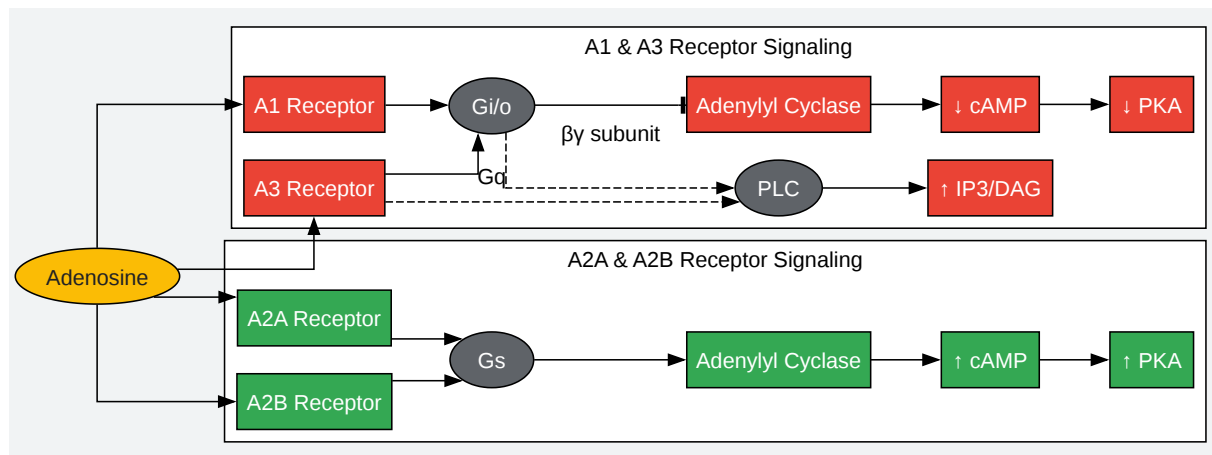 A1 & A3 Receptor Signaling
A1 Receptor
Gi/o
Adenylyl Cyclase
↓ cAMP
↓ PKA
βγ subunit
A3 Receptor
Gq
PLC
↑ IP3/DAG
Adenosine
A2A & A2B Receptor Signaling
A2A Receptor
Gs
Adenylyl Cyclase
↑ cAMP
↑ PKA
A2B Receptor